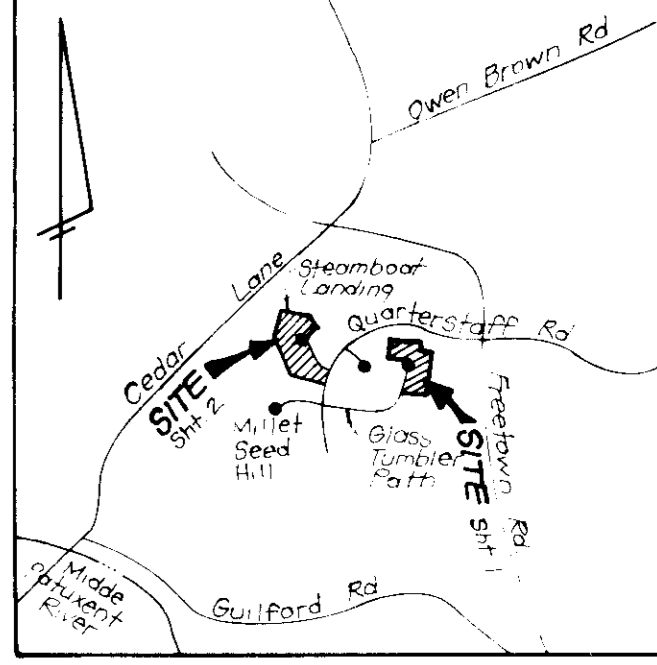 Owen Brown Rd
Cedar Lane
Steamboat
Landing
Quarterstaff Rd
SITE
Sht. 2
Millet
Seed
Hill
Glass
Tumbler
Path
SITE Sht 1
Freetown Rd
Midde
Patuxent
River
Guilford Rd